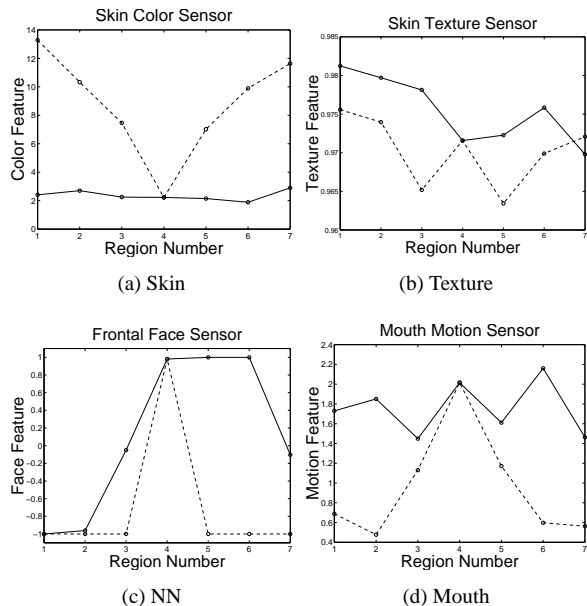 Skin Color Sensor
14
12
10
8
6
4
2
0
1 2 3 4 5 6 7
Color Feature
Region Number
(a) Skin
Skin Texture Sensor
0.985
0.98
0.975
0.97
0.965
0.96
1 2 3 4 5 6 7
Texture Feature
Region Number
(b) Texture
Frontal Face Sensor
1
0.8
0.6
0.4
0.2
0
−0.2
−0.4
−0.6
−0.8
−1
1 2 3 4 5 6 7
Face Feature
Region Number
(c) NN
Mouth Motion Sensor
2.4
2.2
2
1.8
1.6
1.4
1.2
1
0.8
0.6
0.4
1 2 3 4 5 6 7
Motion Feature
Region Number
(d) Mouth